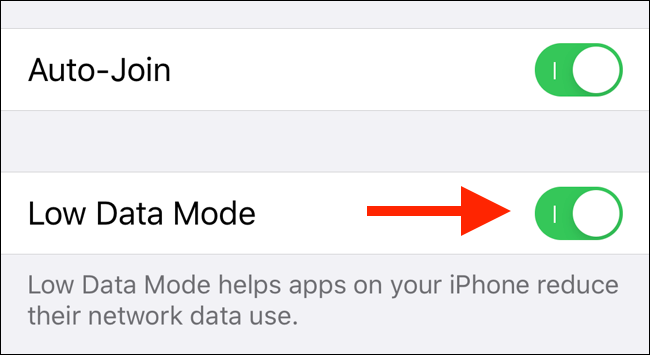 Auto-Join
Low Data Mode
Low Data Mode helps apps on your iPhone reduce
their network data use.